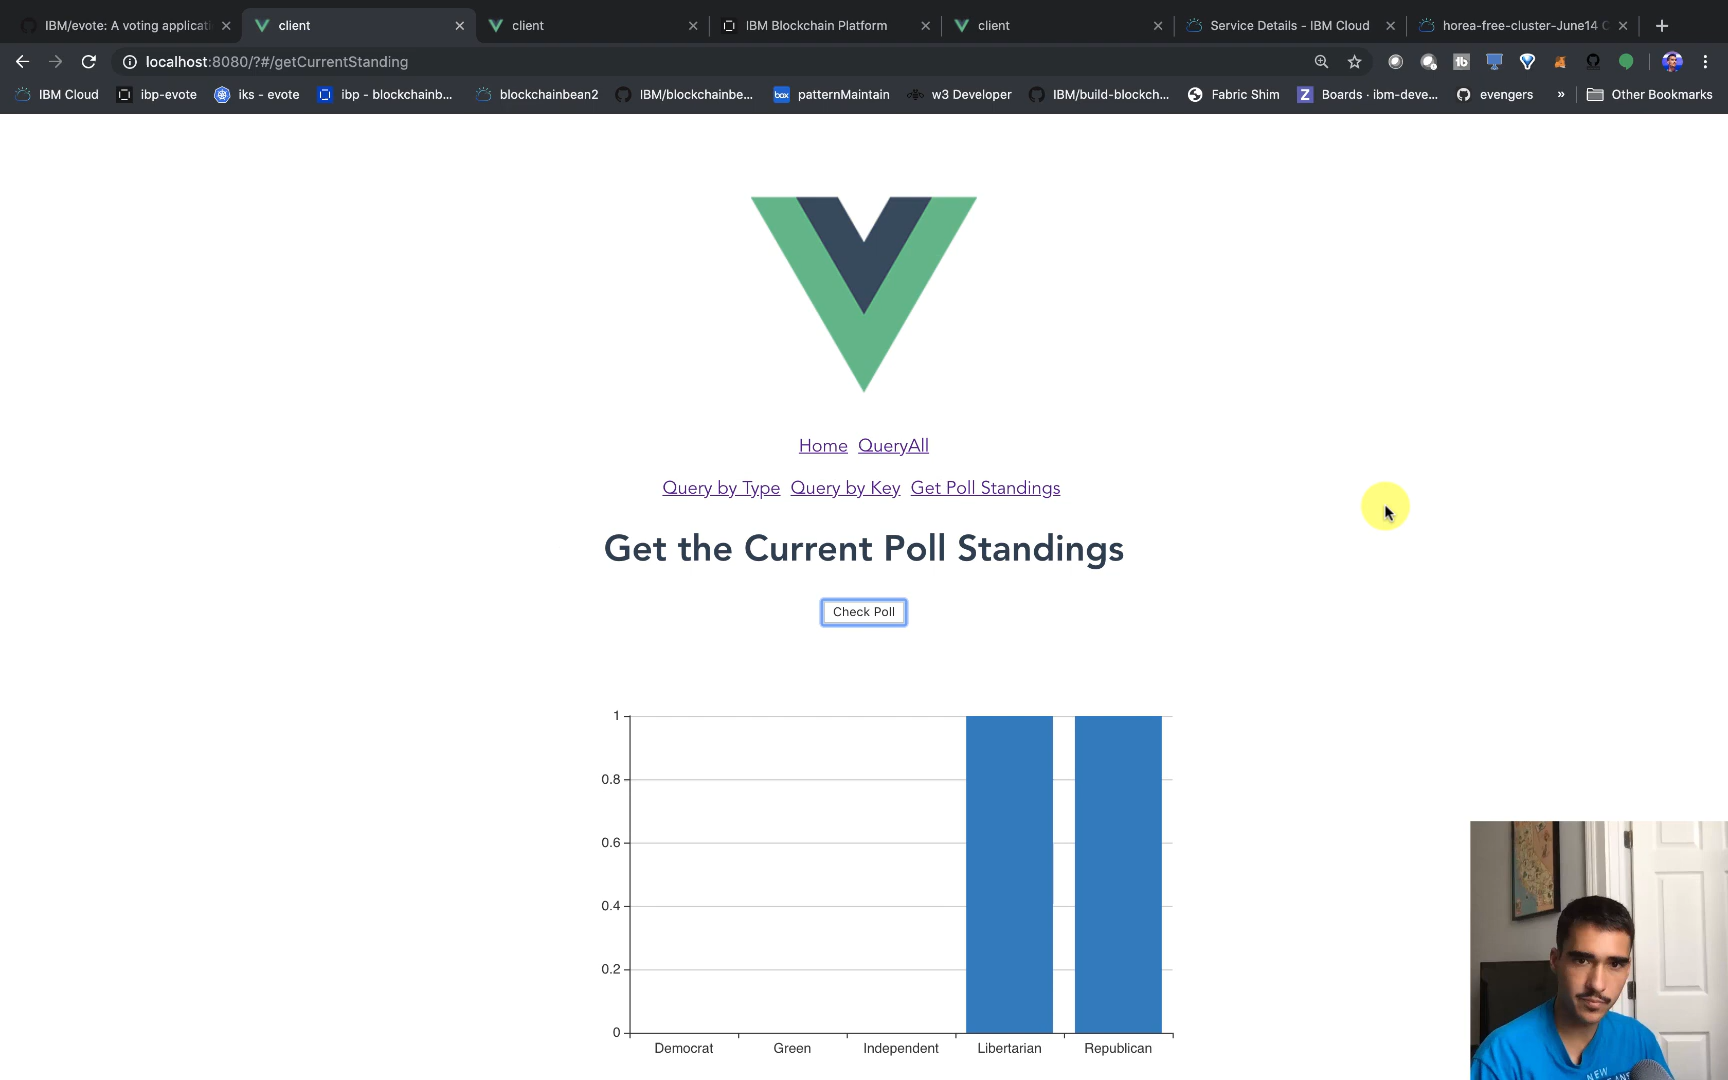 IBM/evote: A voting applicati
client
client
IBM Blockchain Platform
client
Service Details - IBM Cloud
horea-free-cluster-June14 C
localhost:8080/?#/getCurrentStanding
IBM Cloud
ibp-evote
iks - evote
ibp - blockchainb...
blockchainbean2
IBM/blockchainbe...
box
patternMaintain
w3 Developer
IBM/build-blockch...
Fabric Shim
Z
Boards · ibm-deve...
evengers
»
Other Bookmarks
Home QueryAll
Query by Type Query by Key Get Poll Standings
Get the Current Poll Standings
Check Poll
1
0.8
0.6
0.4
0.2
0
Democrat Green Independent Libertarian Republican
NEW